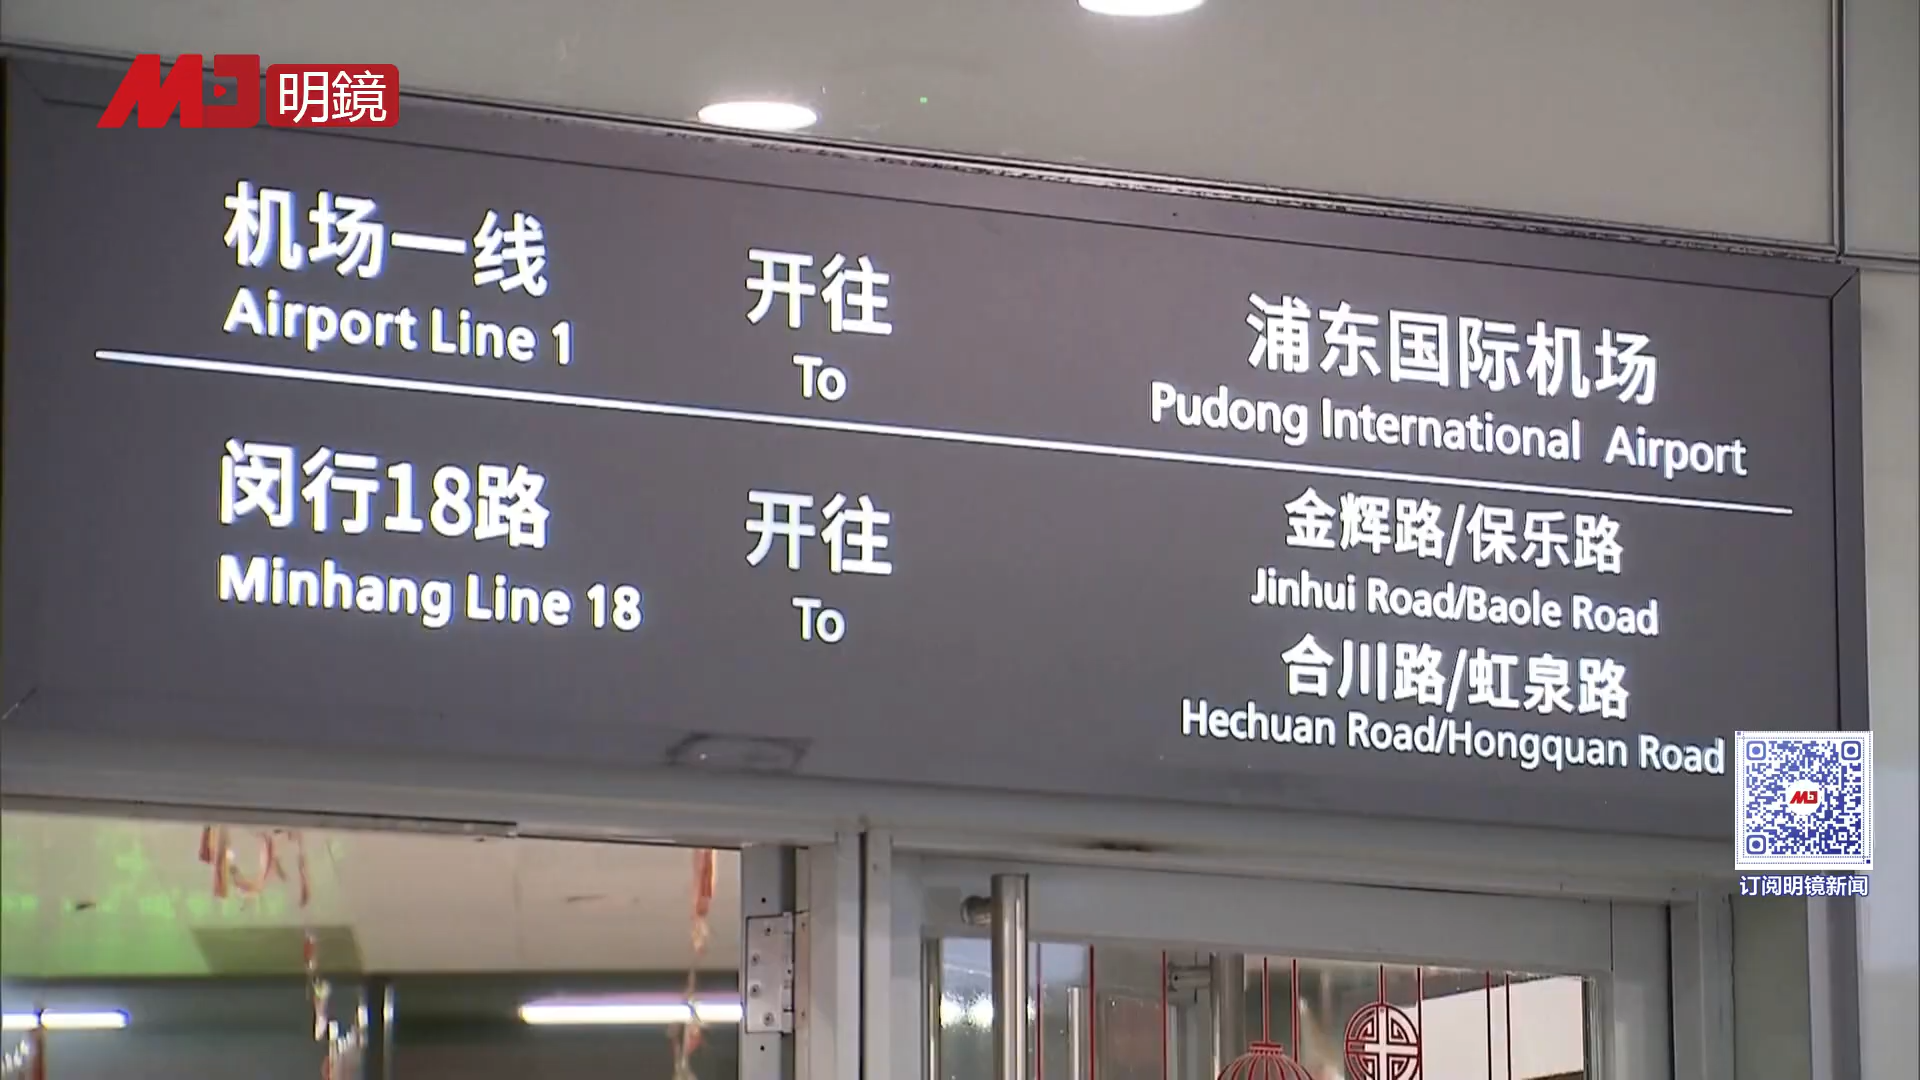 MG 明鏡
机场一线 开往 浦东国际机场
Airport Line 1 To Pudong International Airport
闵行18路 开往 金辉路/保乐路
Minhang Line 18 To Jinhui Road/Baole Road
合川路/虹泉路
Hechuan Road/Hongquan Road
订阅明镜新闻